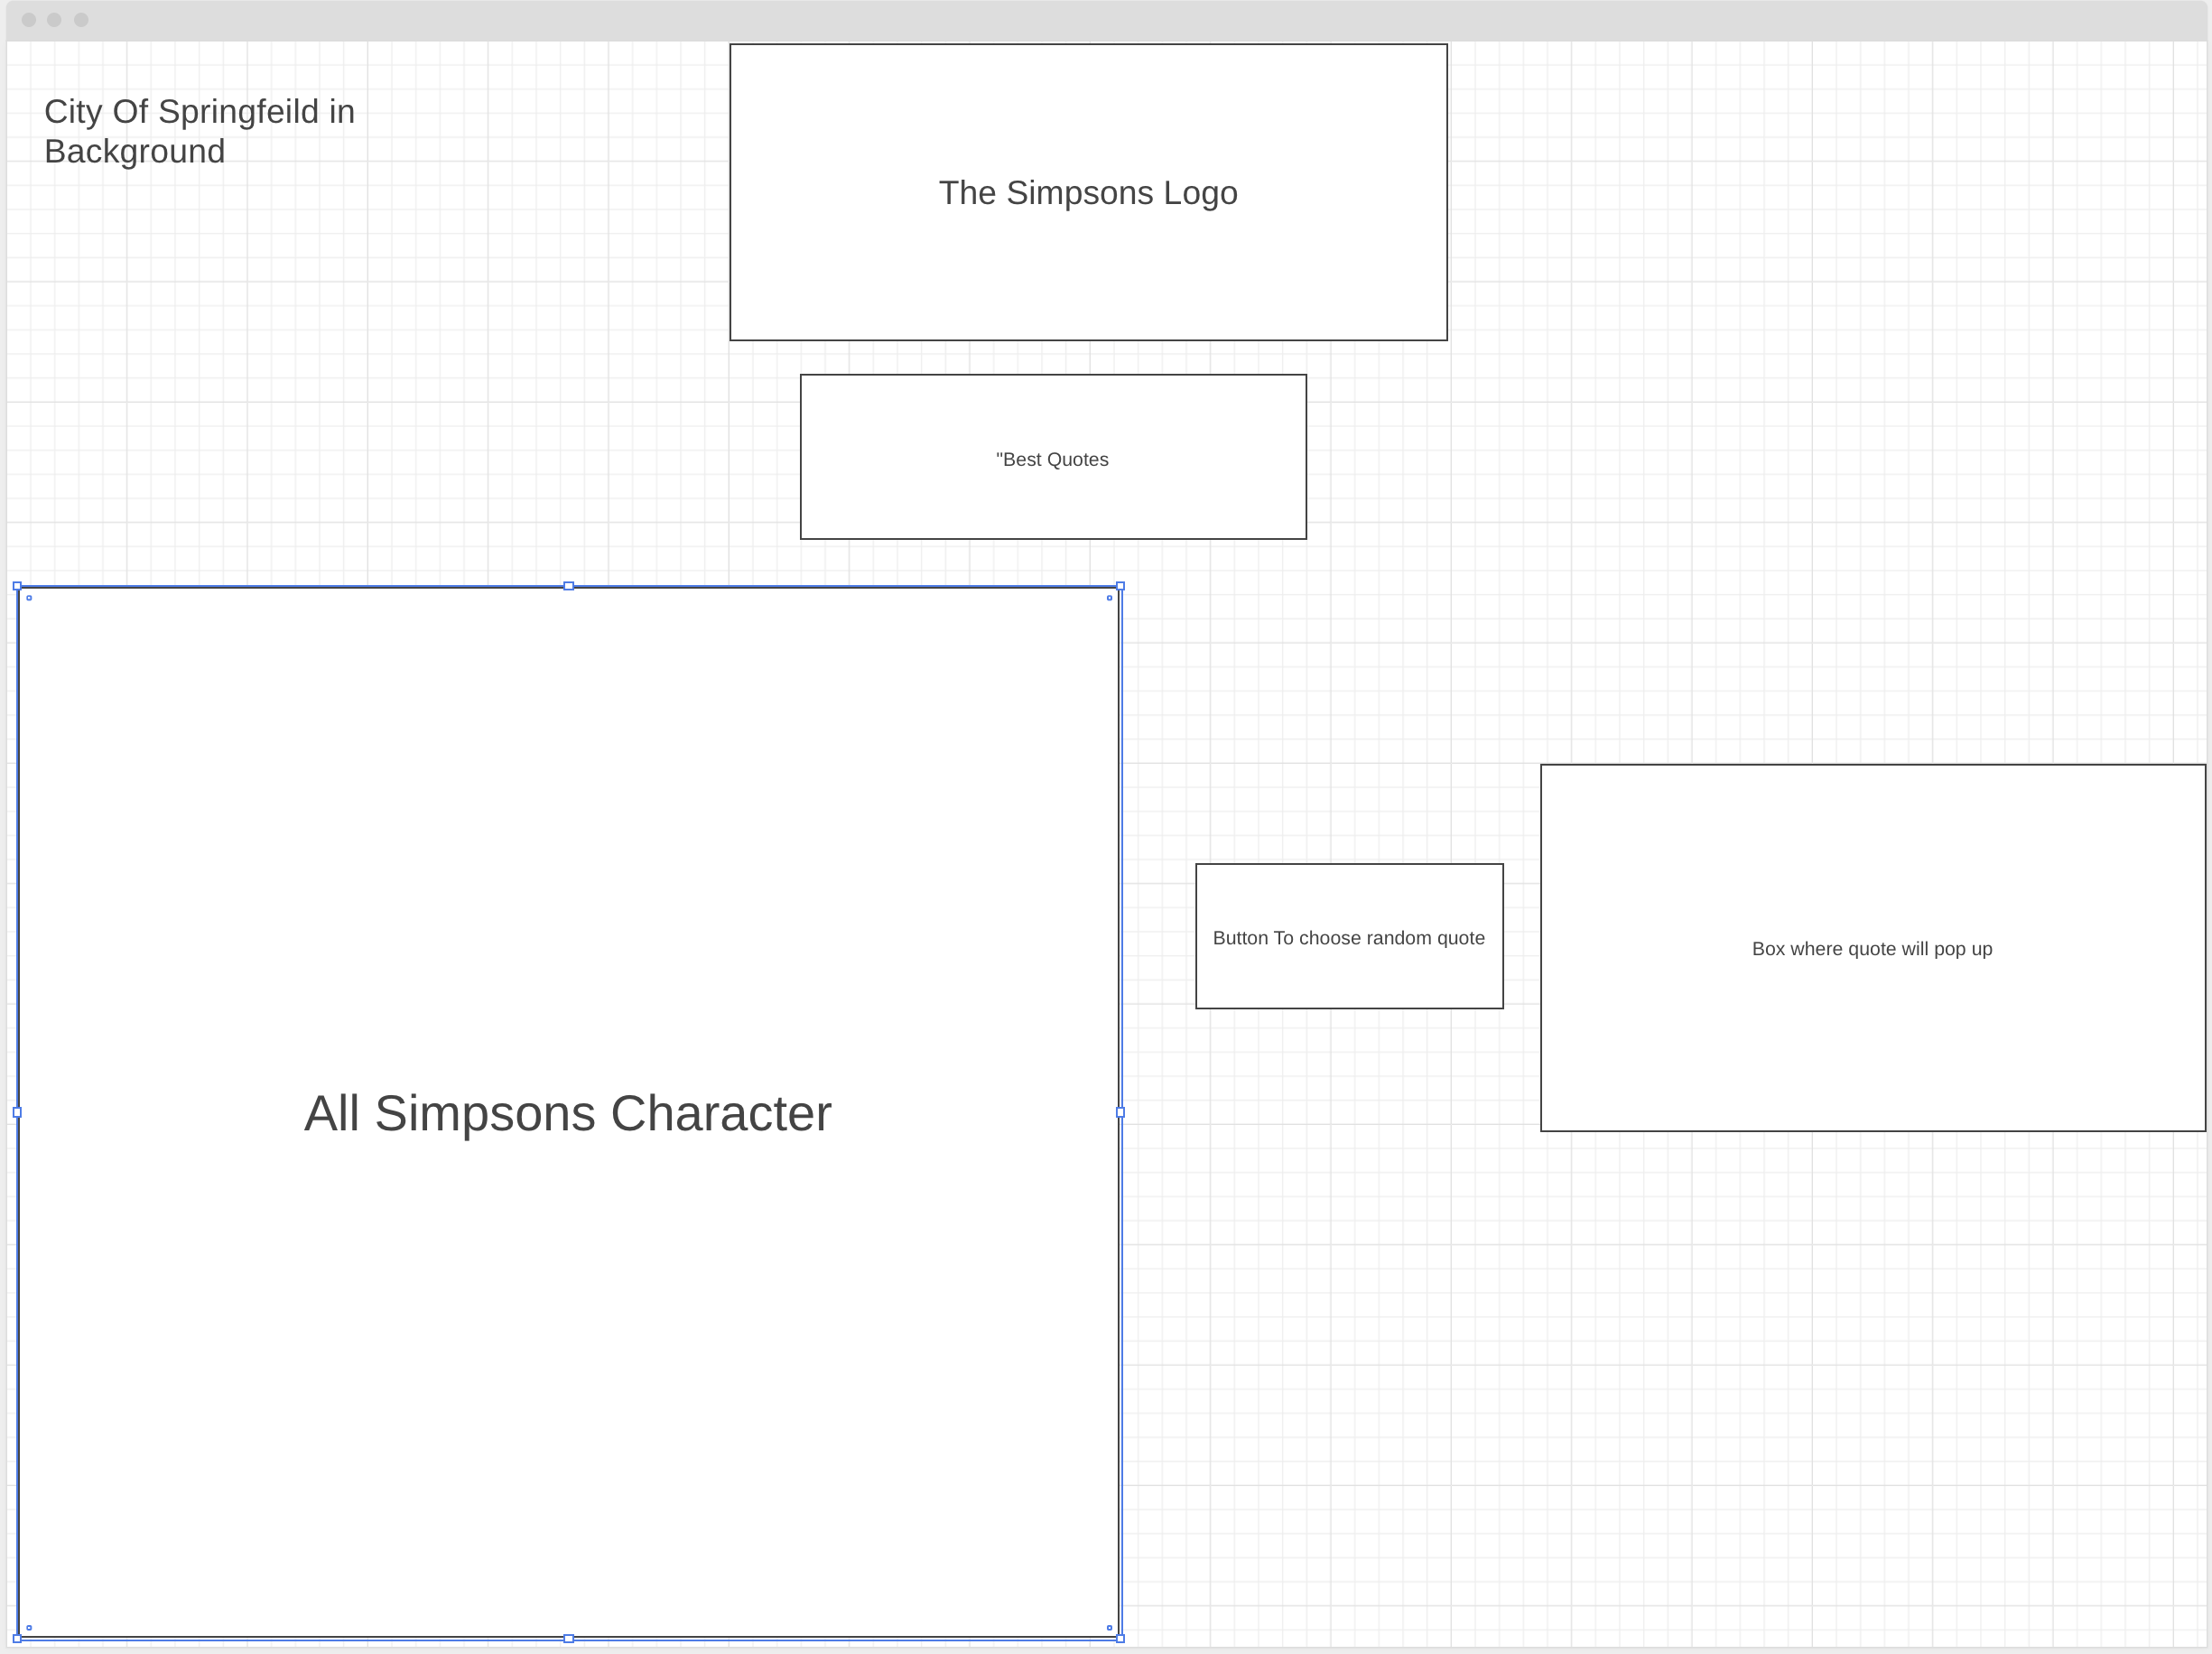 City Of Springfeild in
Background
The Simpsons Logo
"Best Quotes
Button To choose random quote
Box where quote will pop up
All Simpsons Character